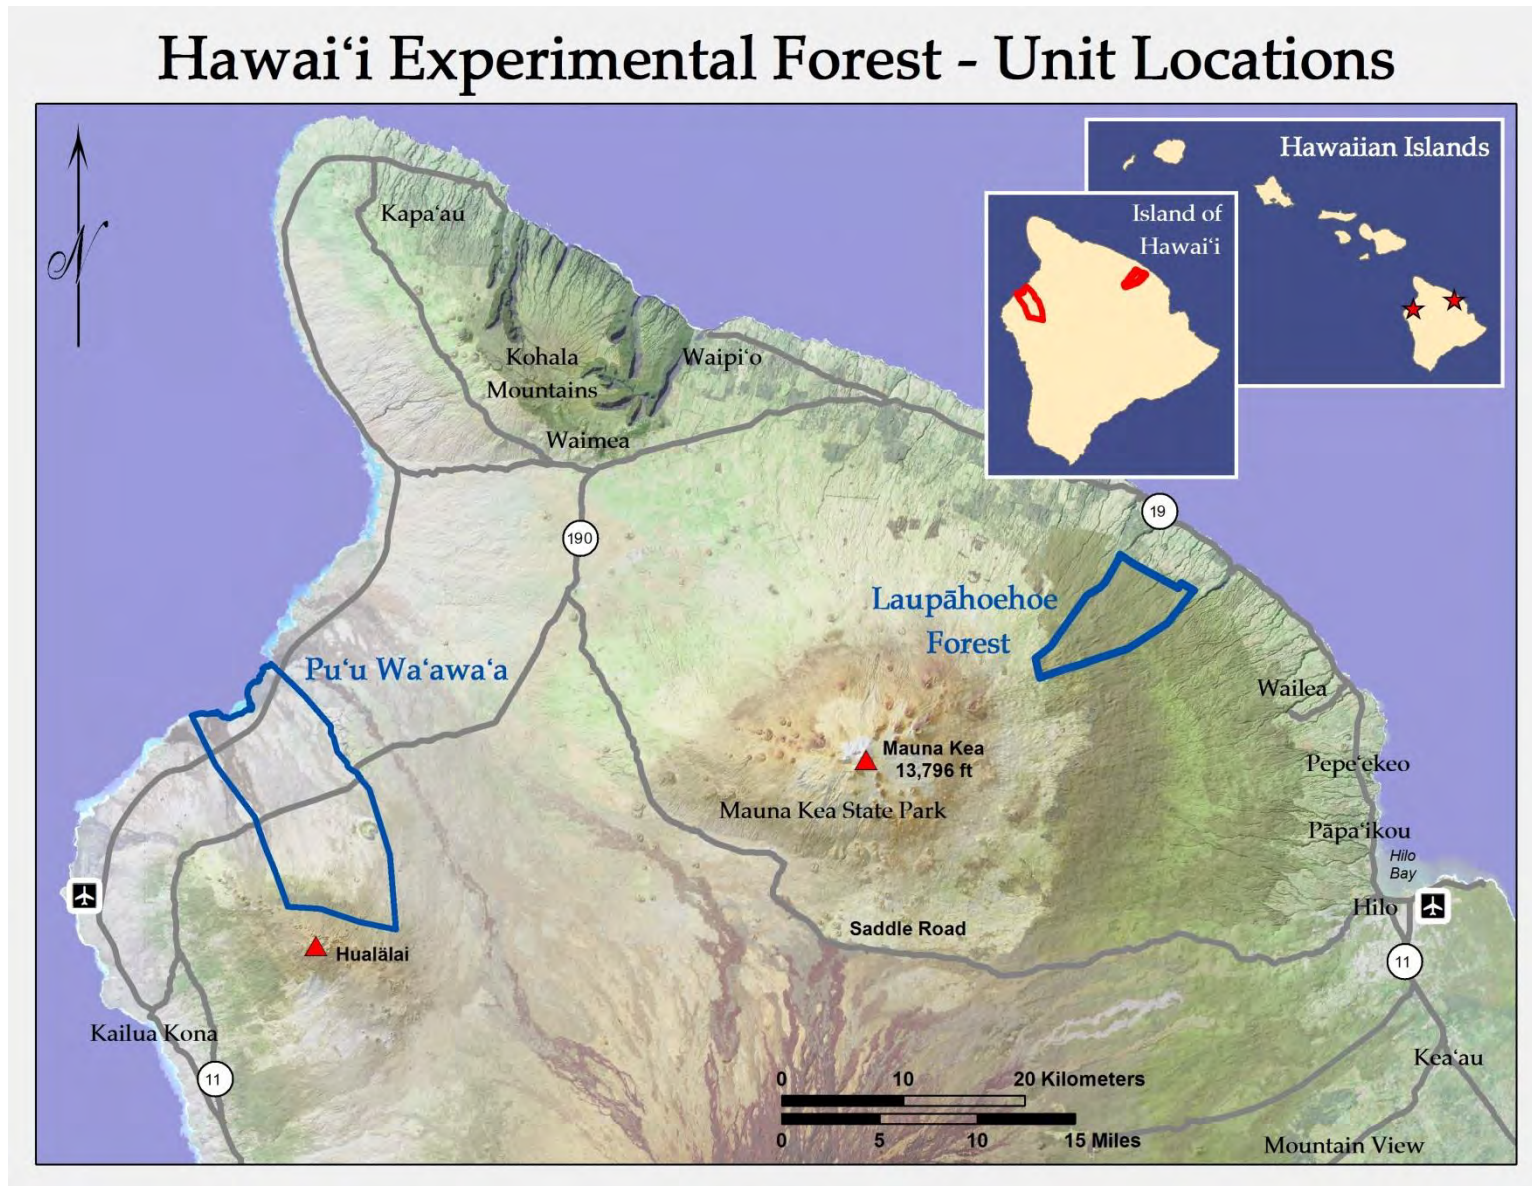 Hawai‘i Experimental Forest - Unit Locations
Hawaiian Islands
Island of
Hawai‘i
N
Kapa‘au
Kohala
Mountains
Waipi‘o
Waimea
190
19
Laupāhoehoe
Forest
Pu‘u Wa‘awa‘a
Wailea
Mauna Kea
13,796 ft
Pepe‘ekeo
Mauna Kea State Park
Pāpa‘ikou
Hilo
Bay
Hilo
Saddle Road
Hualälai
11
Kailua Kona
Kea‘au
11
0 10 20 Kilometers
0 5 10 15 Miles
Mountain View